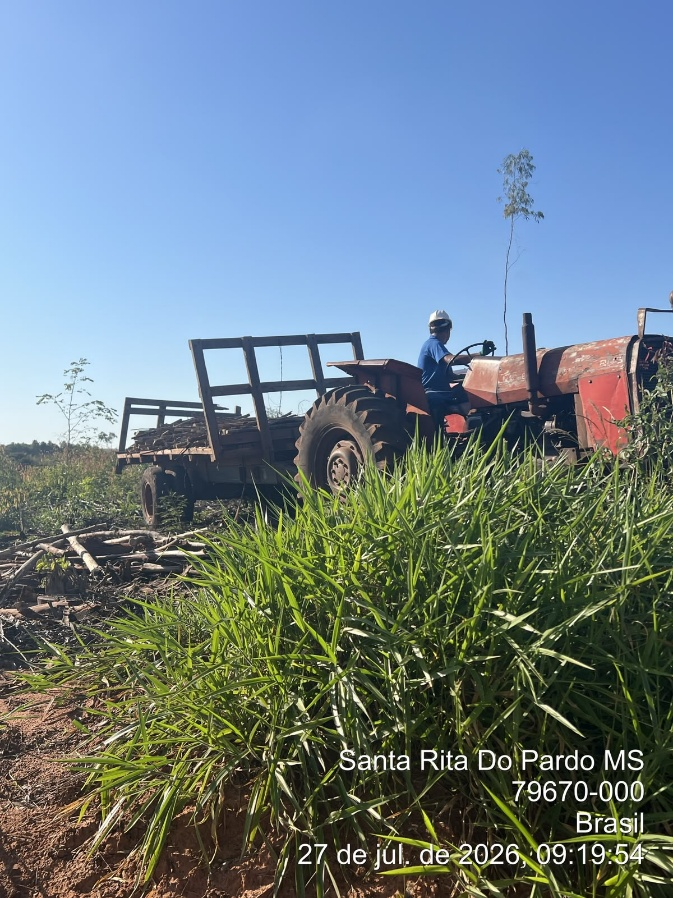 Santa Rita Do Pardo MS
79670-000
Brasil
27 de jul. de 2026, 09:19:54